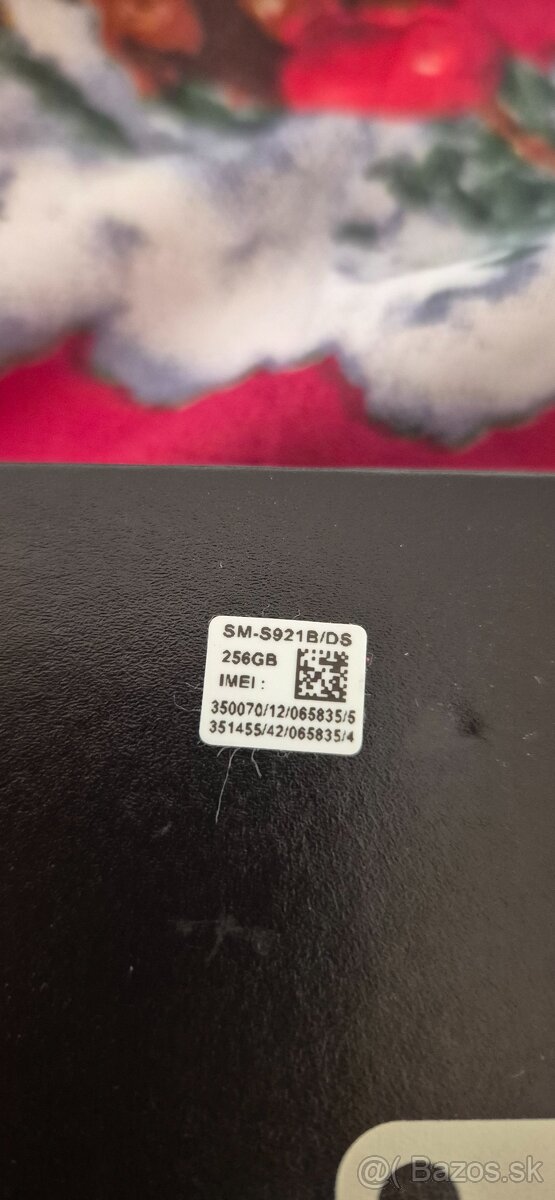 SM-S921B/DS
256GB
IMEI :
350070/12/065835/5
351455/42/065835/4
@( Bazos.sk